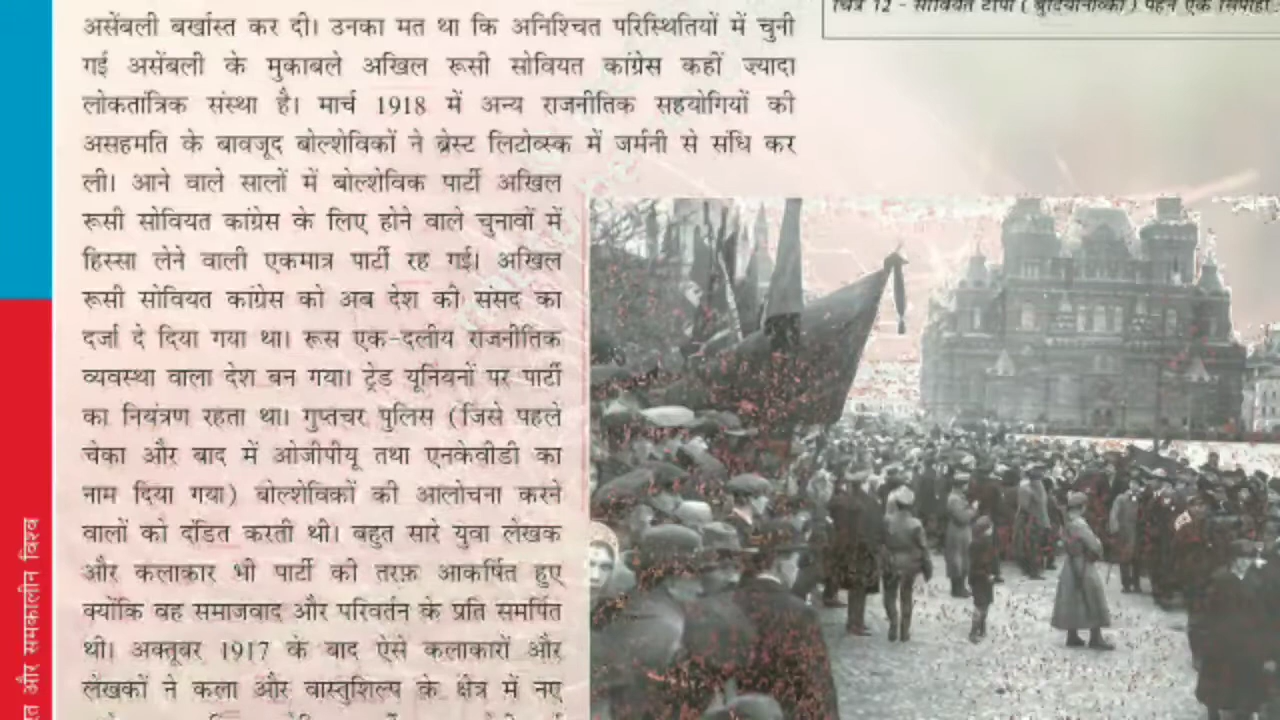 असेंबली बर्खास्त कर दी। उनका मत था कि अनिश्चित परिस्थितियों में चुनी
गई असेंबली के मुकाबले अखिल रूसी सोवियत कांग्रेस कहीं ज़्यादा
लोकतांत्रिक संस्था है। मार्च 1918 में अन्य राजनीतिक सहयोगियों की
असहमति के बावजूद बोल्शेविकों ने ब्रेस्ट लिटोव्स्क में जर्मनी से संधि कर
ली। आने वाले सालों में बोल्शेविक पार्टी अखिल
रूसी सोवियत कांग्रेस के लिए होने वाले चुनावों में
हिस्सा लेने वाली एकमात्र पार्टी रह गई। अखिल
रूसी सोवियत कांग्रेस को अब देश की संसद का
दर्जा दे दिया गया था। रूस एक-दलीय राजनीतिक
व्यवस्था वाला देश बन गया। ट्रेड यूनियनों पर पार्टी
का नियंत्रण रहता था। गुप्तचर पुलिस (जिसे पहले
चेका और बाद में ओजीपीयू तथा एनकेवीडी का
नाम दिया गया) बोल्शेविकों की आलोचना करने
वालों को दंडित करती थी। बहुत सारे युवा लेखक
और कलाकार भी पार्टी की तरफ़ आकर्षित हुए
क्योंकि वह समाजवाद और परिवर्तन के प्रति समर्पित
थी। अक्तूबर 1917 के बाद ऐसे कलाकारों और
लेखकों ने कला और वास्तुशिल्प के क्षेत्र में नए
चित्र 12 - सोवियत टोपी (बुदियोनोव्का) पहने एक सिपाही.
और समकालीन विश्व